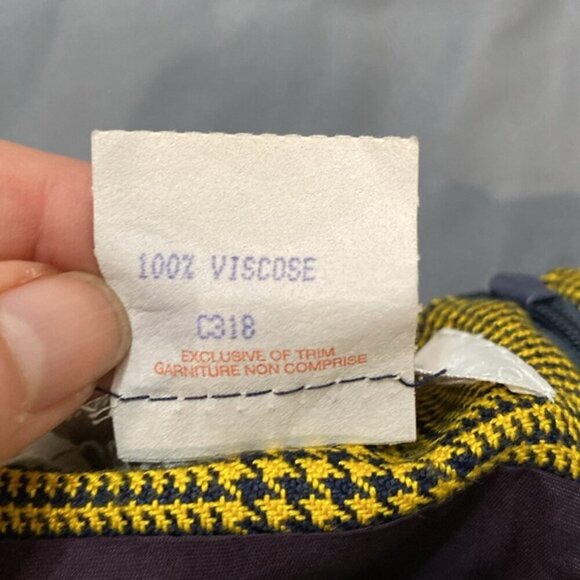 100% VISCOSE
C318
EXCLUSIVE OF TRIM
GARNITURE NON COMPRISE